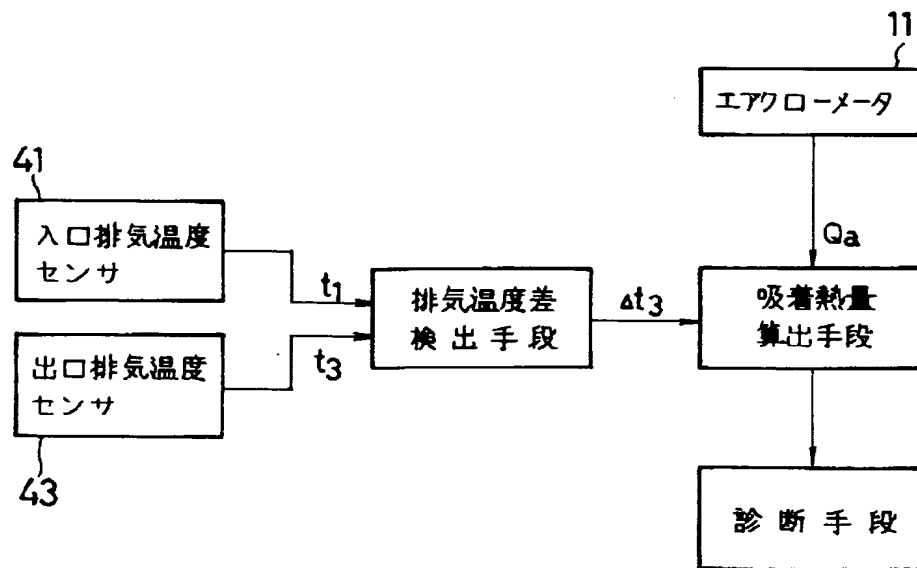 11
エアクローメータ
41
入口排気温度
センサ
t1
Qa
排気温度差
検出手段
Δt3
吸着熱量
算出手段
t3
出口排気温度
センサ
43
診断手段